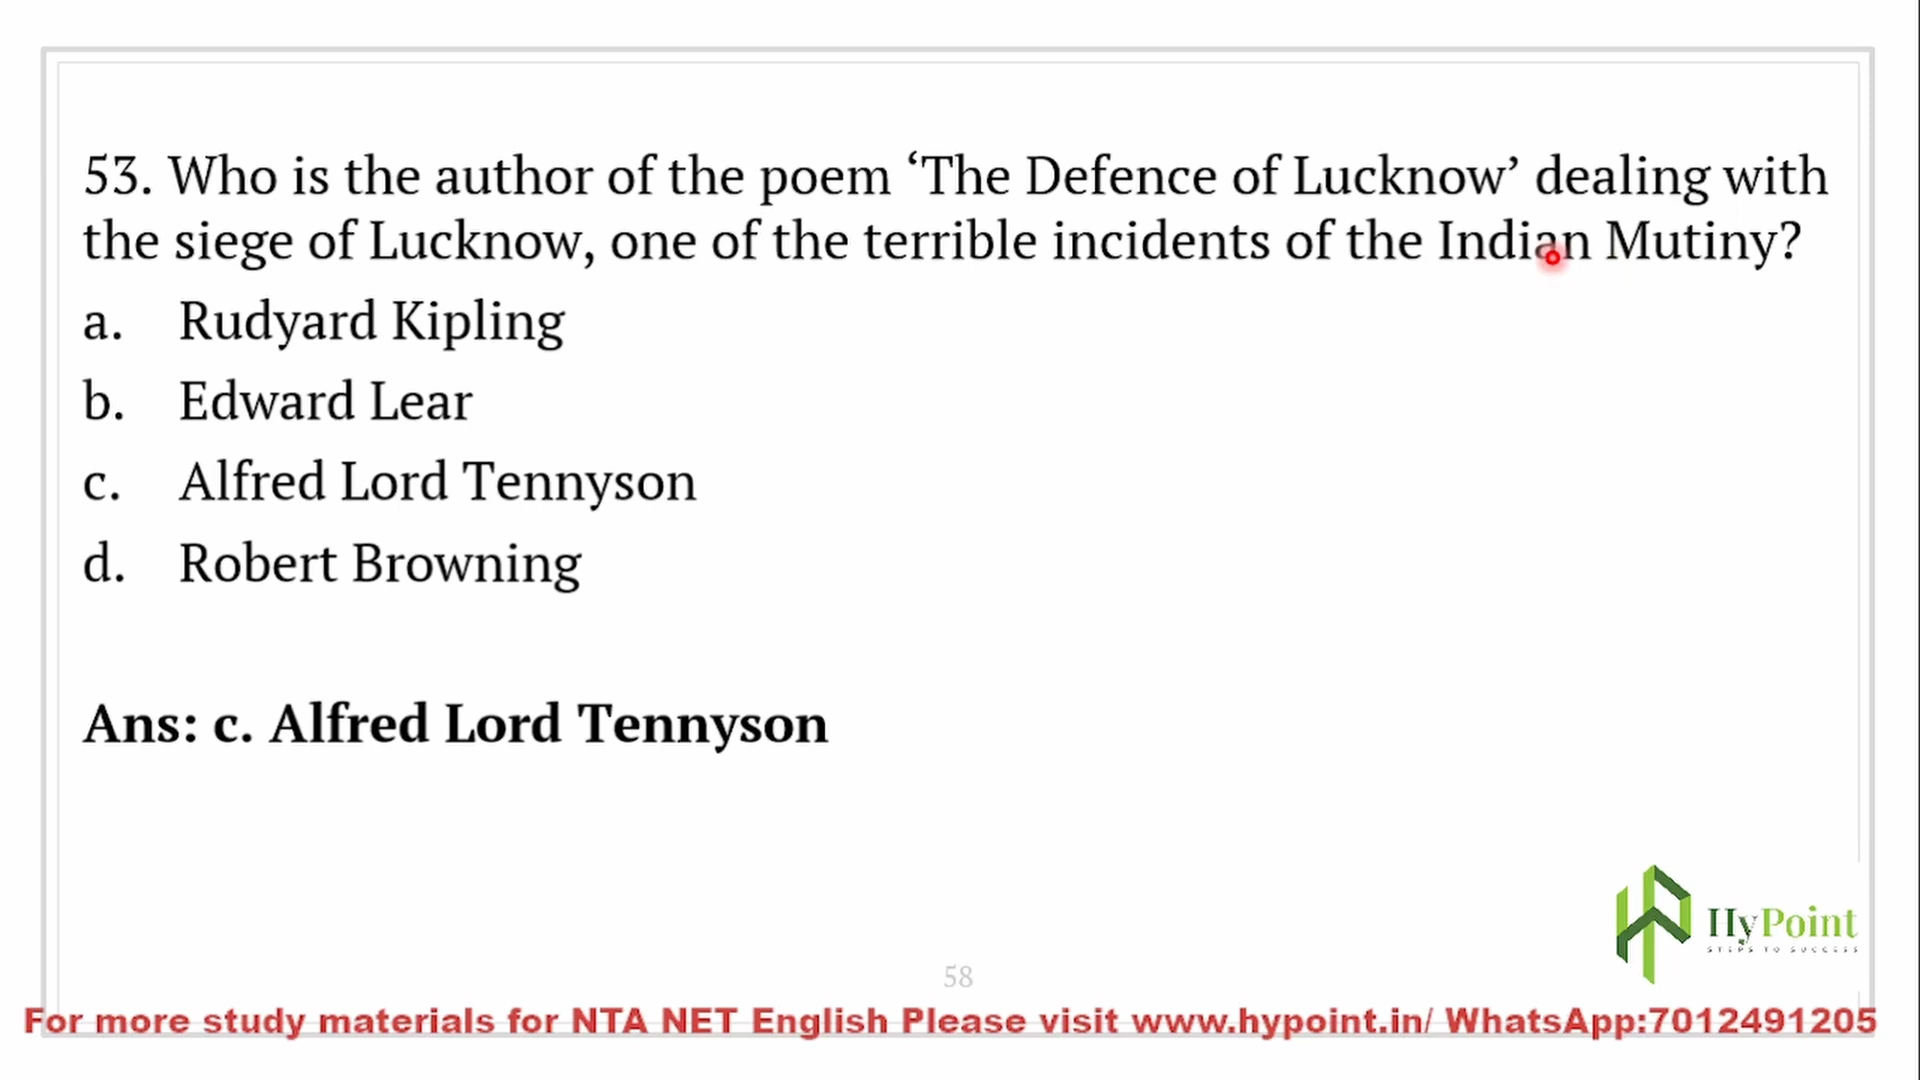 53. Who is the author of the poem ‘The Defence of Lucknow’ dealing with
the siege of Lucknow, one of the terrible incidents of the Indian Mutiny?
a. Rudyard Kipling
b. Edward Lear
c. Alfred Lord Tennyson
d. Robert Browning
Ans: c. Alfred Lord Tennyson
HyPoint
STEPS TO SUCCESS
58
For more study materials for NTA NET English Please visit www.hypoint.in/ WhatsApp:7012491205